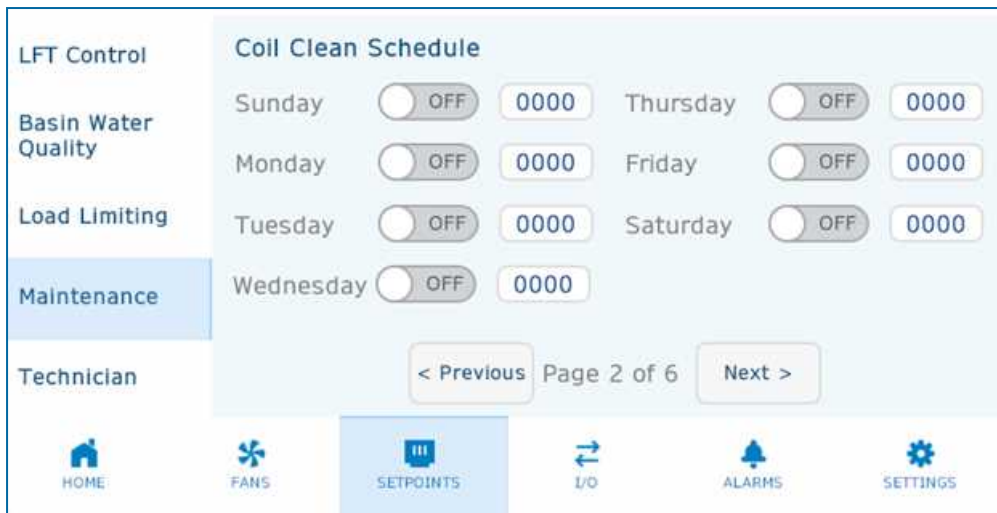 LFT Control
Basin Water
Quality
Load Limiting
Maintenance
Technician
Coil Clean Schedule
Sunday OFF 0000 Thursday OFF 0000
Monday OFF 0000 Friday OFF 0000
Tuesday OFF 0000 Saturday OFF 0000
Wednesday OFF 0000
< Previous Page 2 of 6 Next >
HOME FANS SETPOINTS I/O ALARMS SETTINGS